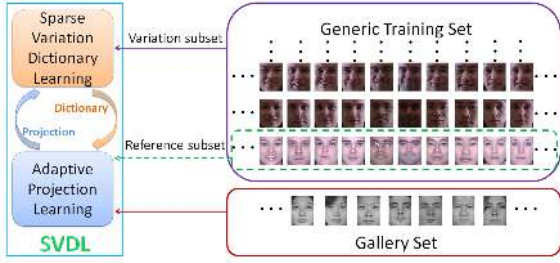 Sparse
Variation
Dictionary
Learning
Dictionary
Projection
Adaptive
Projection
Learning
SVDL
Variation subset
Reference subset
Generic Training Set
Gallery Set